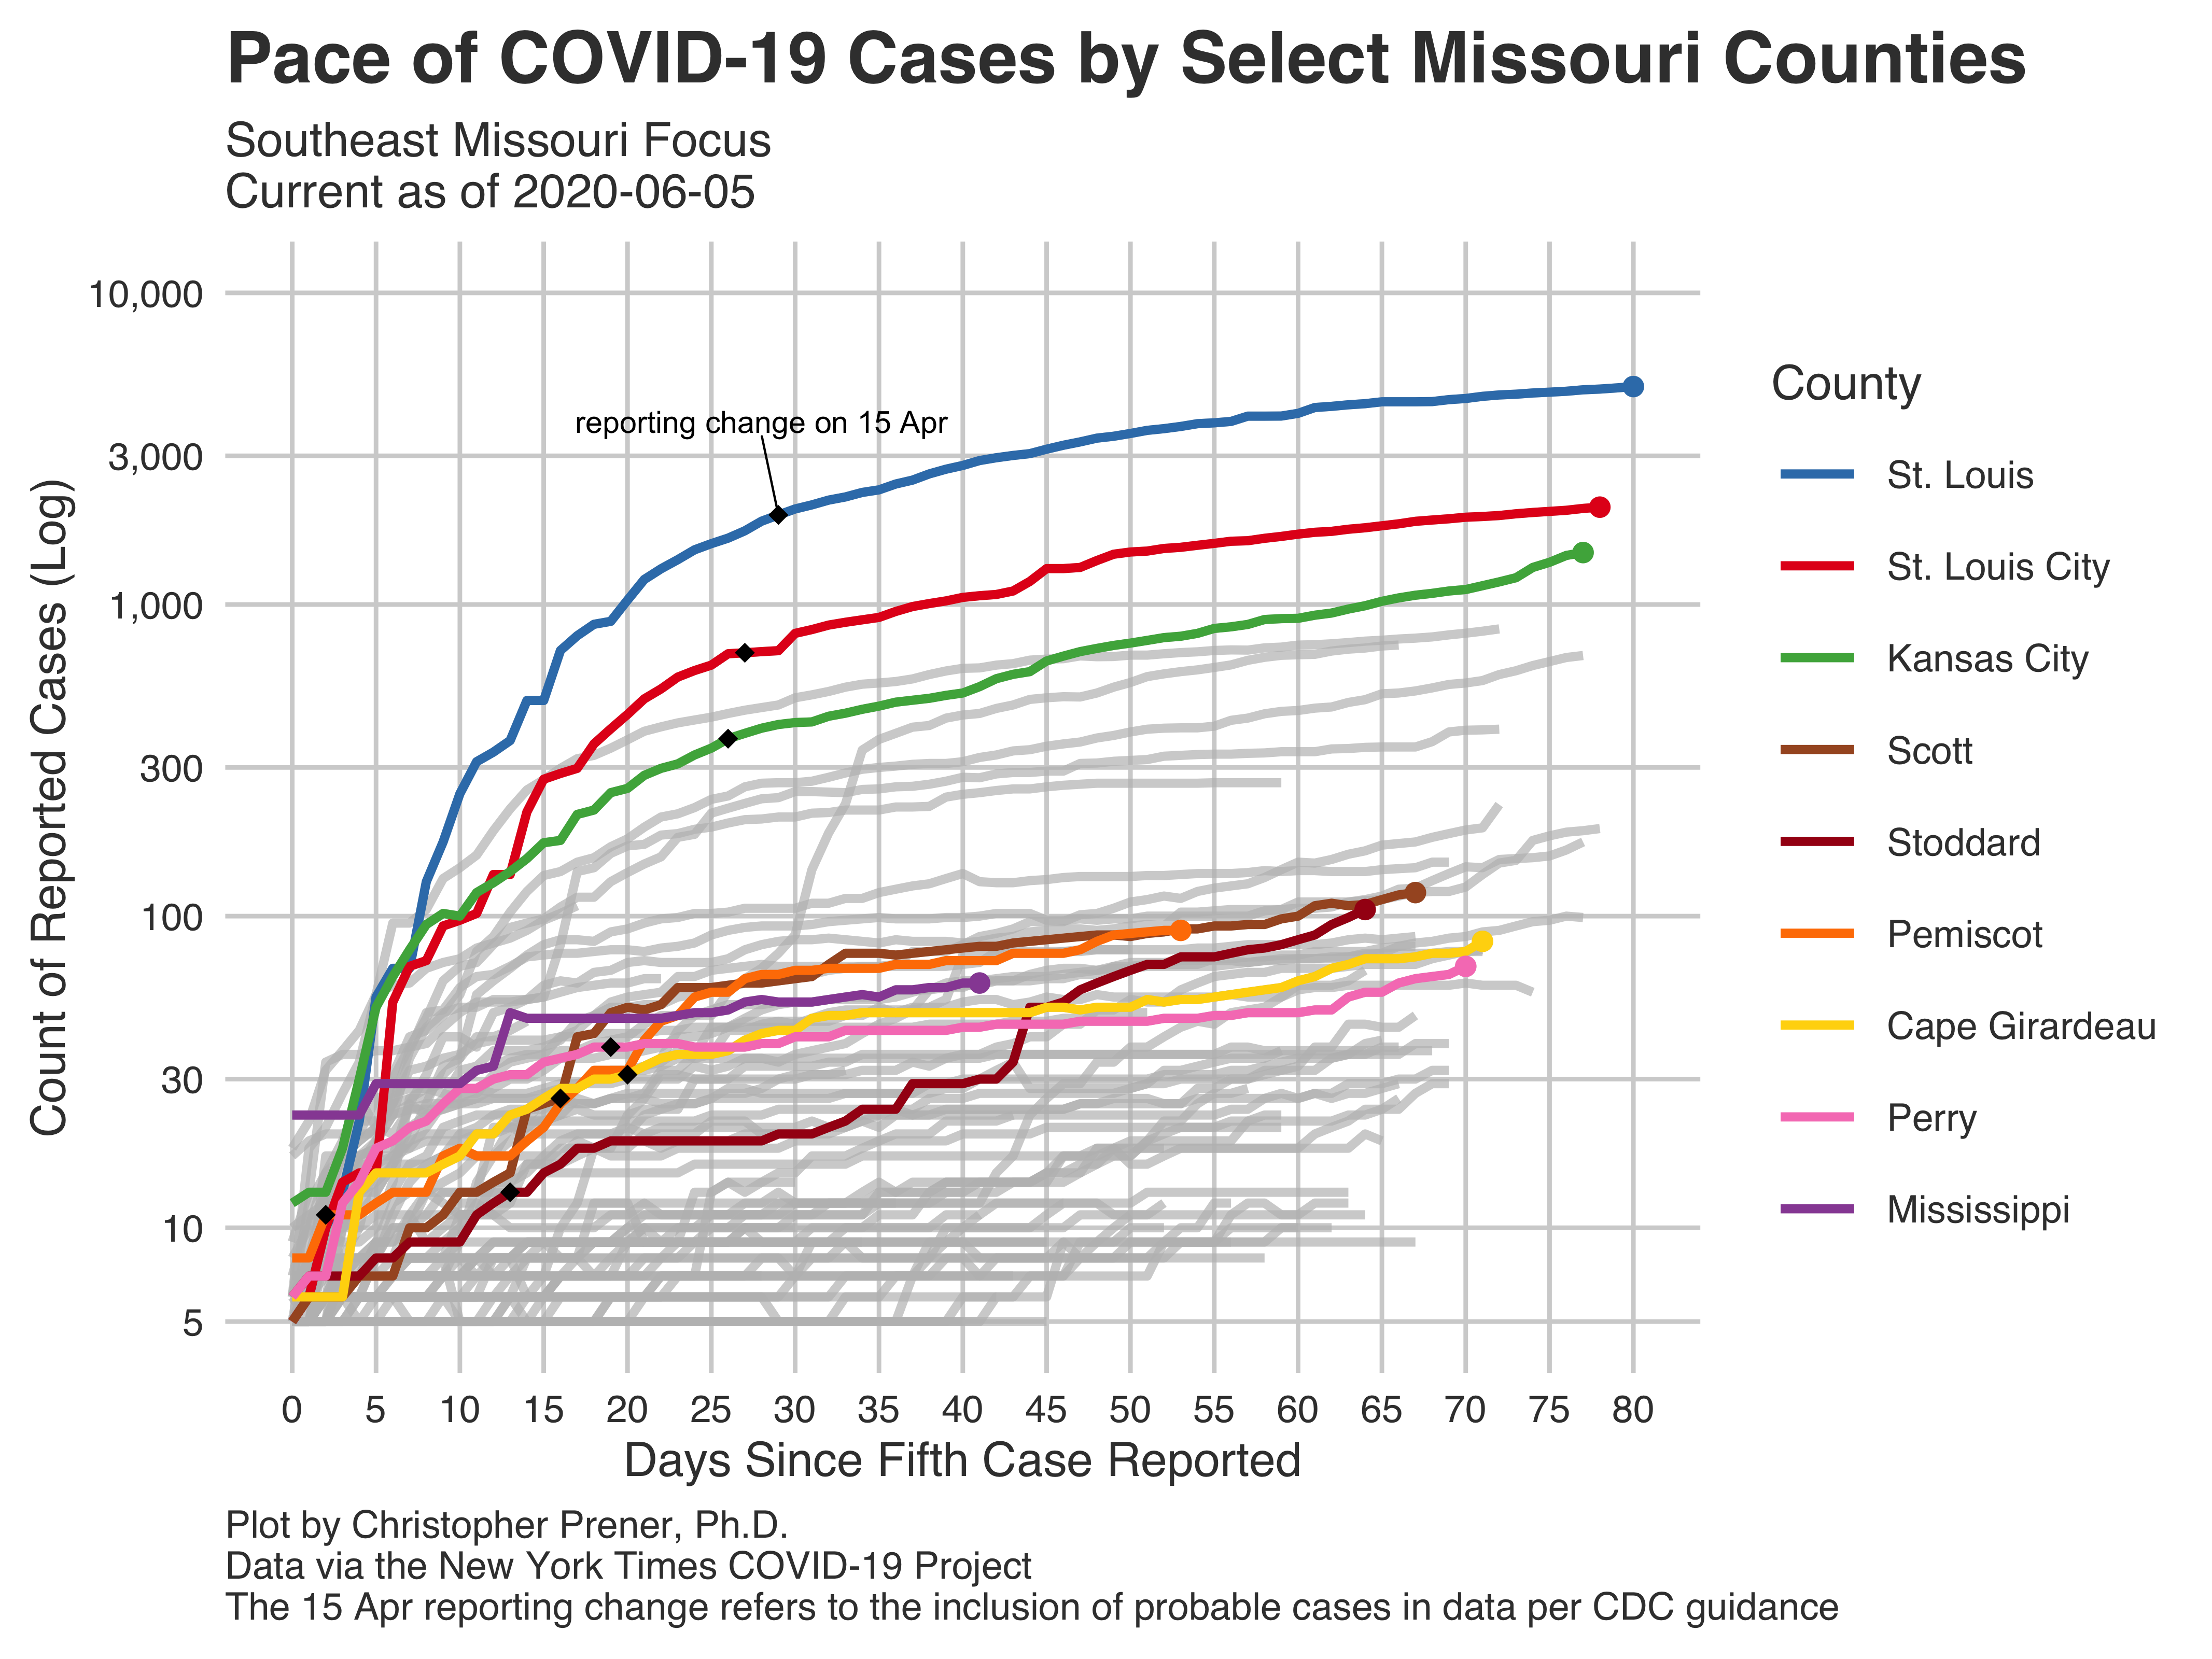 Pace of COVID-19 Cases by Select Missouri Counties
Southeast Missouri Focus
Current as of 2020-06-05
Count of Reported Cases (Log)
10,000
3,000
1,000
300
100
30
10
5
reporting change on 15 Apr
0 5 10 15 20 25 30 35 40 45 50 55 60 65 70 75 80
Days Since Fifth Case Reported
County
St. Louis
St. Louis City
Kansas City
Scott
Stoddard
Pemiscot
Cape Girardeau
Perry
Mississippi
Plot by Christopher Prener, Ph.D.
Data via the New York Times COVID-19 Project
The 15 Apr reporting change refers to the inclusion of probable cases in data per CDC guidance